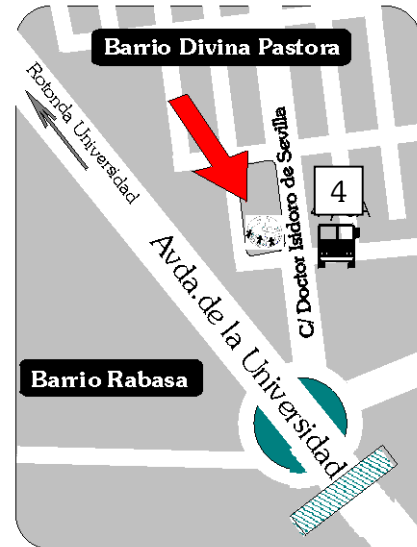 Barrio Divina Pastora
Rotonda Universidad
C/ Doctor Isidoro de Sevilla
4
Avda.de la Universidad
Barrio Rabasa